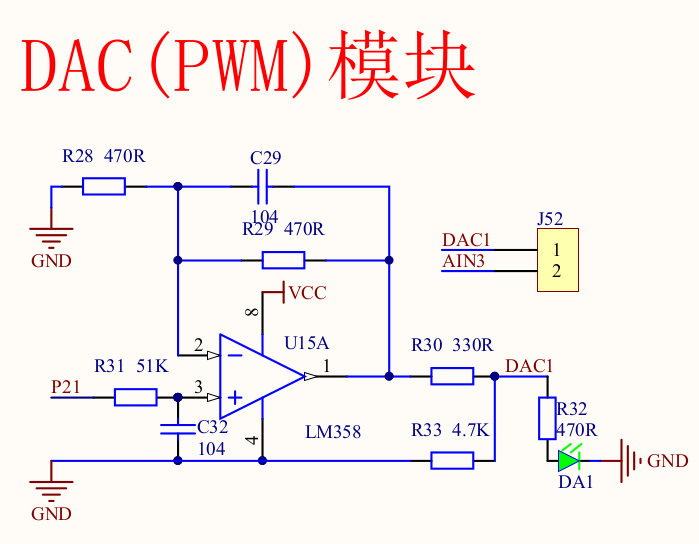 DAC(PWM)模块
R28 470R
C29
104
R29 470R
GND
J52
DAC1
1
AIN3
2
VCC
8
U15A
2
1
R30 330R
DAC1
R31 51K
P21
3
C32
104
4
LM358
R33 4.7K
R32
470R
DA1
GND
GND